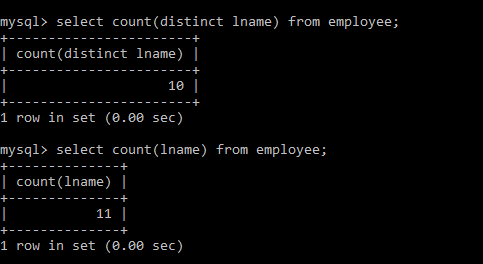 mysql> select count(distinct lname) from employee;
+-----------------------+
| count(distinct lname) |
+-----------------------+
|                    10 |
+-----------------------+
1 row in set (0.00 sec)
mysql> select count(lname) from employee;
+--------------+
| count(lname) |
+--------------+
|           11 |
+--------------+
1 row in set (0.00 sec)